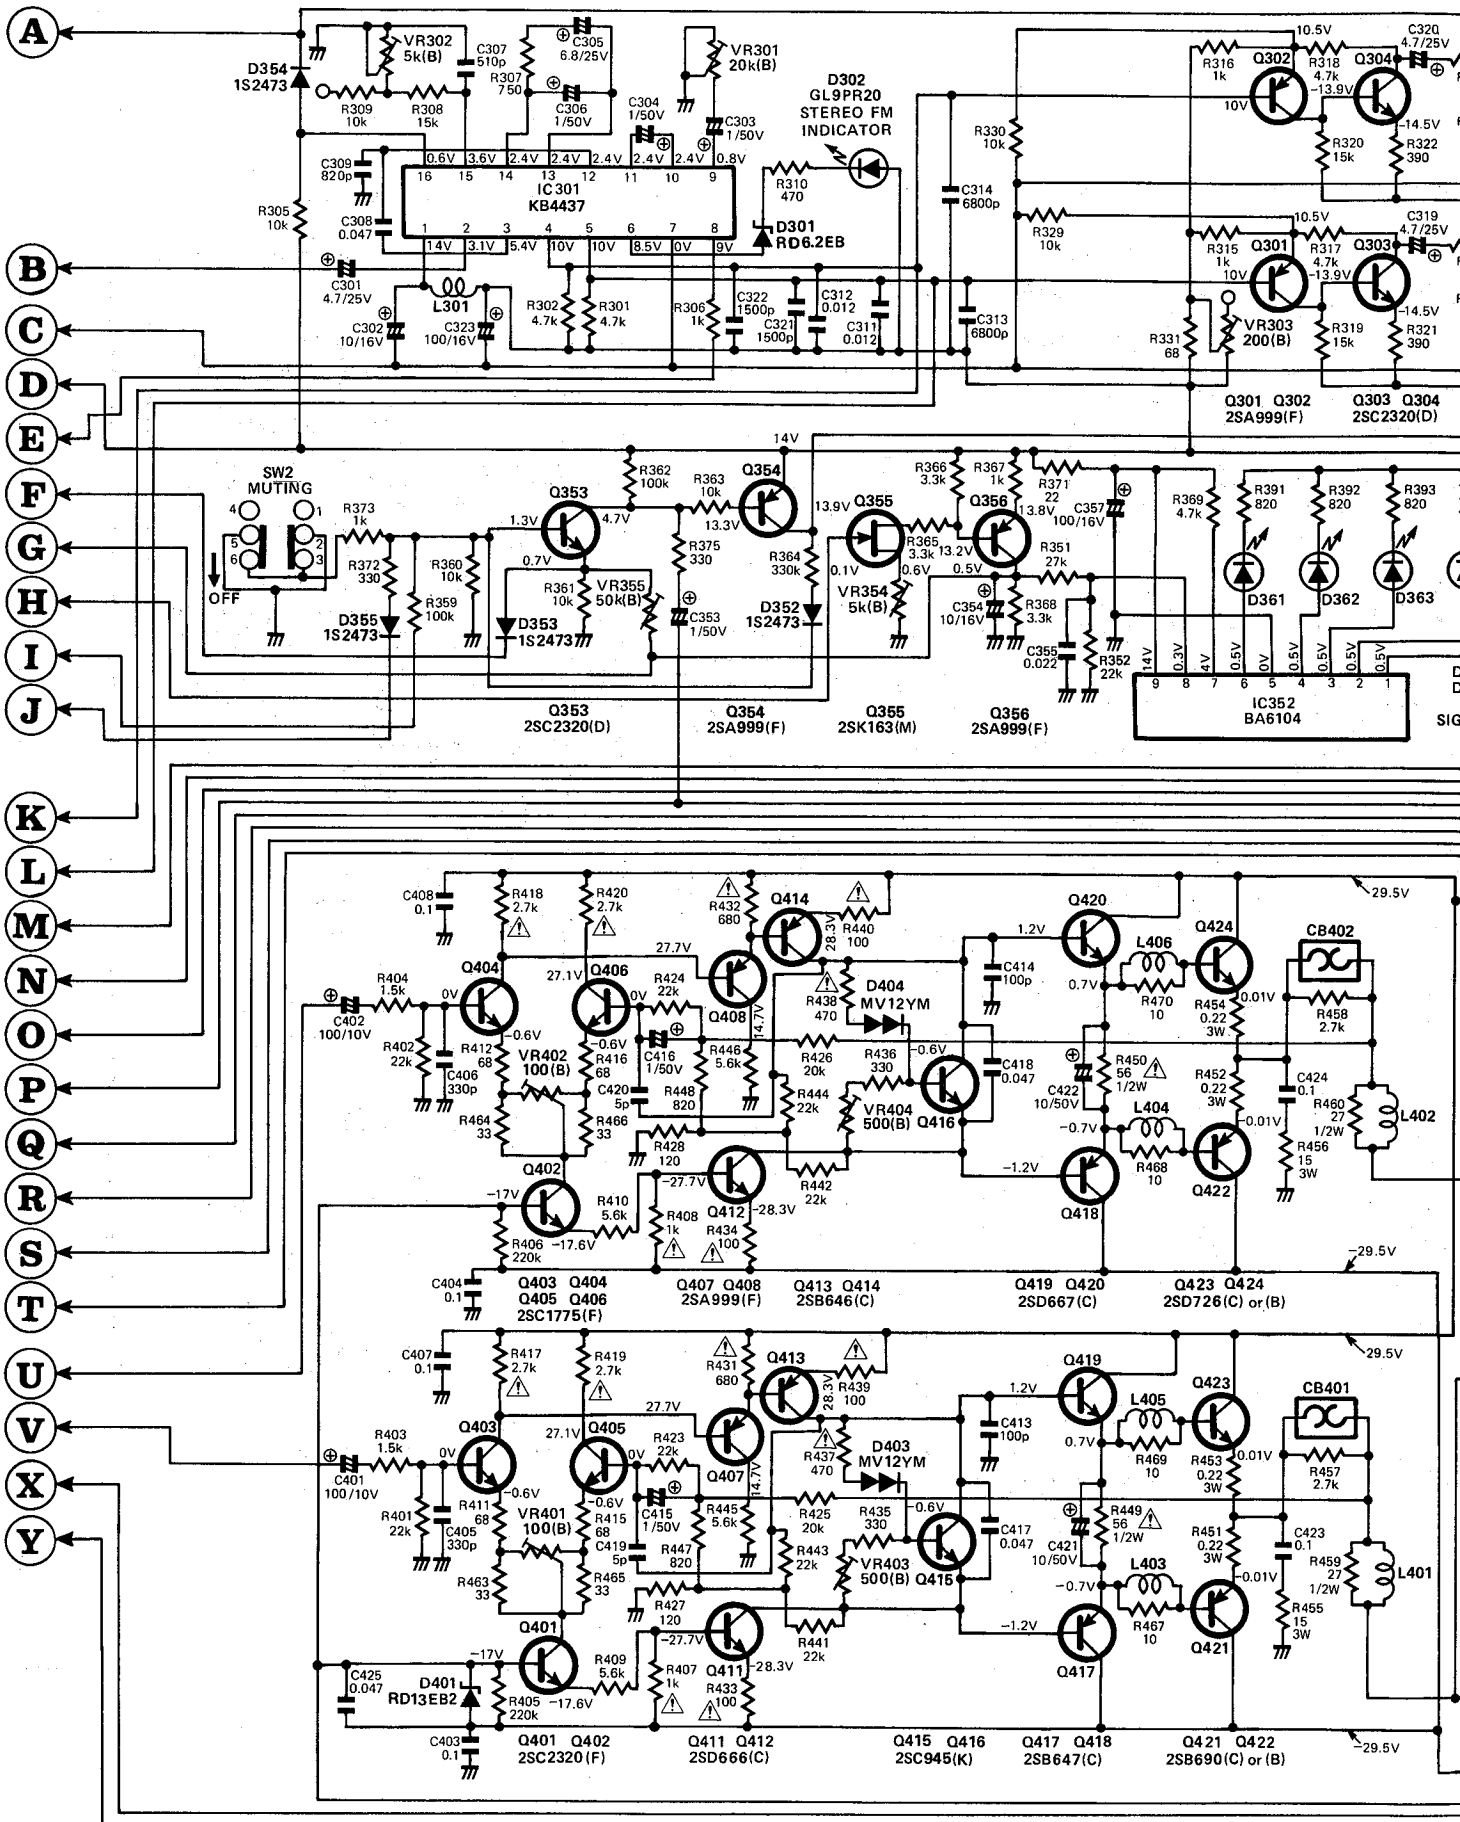 A
B
C
D
E
F
G
H
I
J
K
L
M
N
O
P
Q
R
S
T
U
V
X
Y
D354
1S2473
VR302
5k(B)
R309
10k
R308
15k
C307
510p
R307
750
C305
6.8/25V
C306
1/50V
C304
1/50V
VR301
20k(B)
C303
1/50V
D302
GL9PR20
STEREO FM
INDICATOR
R310
470
D301
RD6.2EB
C309
820p
C308
0.047
R305
10k
0.6V 3.6V 2.4V 2.4V 2.4V 2.4V 2.4V 0.8V
16 15 14 13 12 11 10 9
IC301
KB4437
1 2 3 4 5 6 7 8
14V 3.1V 5.4V 10V 10V 8.5V 0V 9V
C301
4.7/25V
L301
C302
10/16V
C323
100/16V
R302
4.7k
R301
4.7k
R306
1k
C322
1500p
C321
1500p
C312
0.012
C311
0.012
C314
6800p
C313
6800p
R330
10k
R329
10k
R316
1k
Q302
10V
10.5V
R318
4.7k
-13.9V
Q304
C320
4.7/25V
-14.5V
R320
15k
R322
390
R315
1k
10V
Q301
10.5V
R317
4.7k
-13.9V
Q303
C319
4.7/25V
-14.5V
R331
68
VR303
200(B)
R319
15k
R321
390
Q301 Q302
2SA999(F)
Q303 Q304
2SC2320(D)
SW2
MUTING
4
5
6
1
2
3
OFF
R373
1k
R372
330
R359
100k
R360
10k
D355
1S2473
D353
1S2473
Q353
1.3V
4.7V
0.7V
R361
10k
VR355
50k(B)
R362
100k
R363
10k
R375
330
C353
1/50V
Q354
14V
13.3V
13.9V
R364
330k
D352
1S2473
Q355
0.1V
0.6V
VR354
5k(B)
R365
3.3k
R366
3.3k
R367
1k
Q356
13.2V
13.8V
0.5V
C354
10/16V
R368
3.3k
R371
22
R351
27k
C355
0.022
R352
22k
C357
100/16V
R369
4.7k
R391
820
R392
820
R393
820
D361
D362
D363
14V 0.3V 4V 0.5V 0V 0.5V 0.5V 0.5V 0.5V
9 8 7 6 5 4 3 2 1
IC352
BA6104
D
D
SIG
Q353
2SC2320(D)
Q354
2SA999(F)
Q355
2SK163(M)
Q356
2SA999(F)
C408
0.1
R418
2.7k
R420
2.7k
R432
680
Q414
R440
100
28.3V
27.7V
27.1V
Q404
Q406
0V
0V
R404
1.5k
C402
100/10V
R402
22k
C406
330p
-0.6V
-0.6V
R412
68
VR402
100(B)
R416
68
R464
33
R466
33
R424
22k
C416
1/50V
C420
5p
R448
820
R428
120
Q408
14.7V
R446
5.6k
R438
470
D404
MV12YM
R426
20k
R436
330
R444
22k
VR404
500(B)
R442
22k
-0.6V
Q416
C418
0.047
C414
100p
1.2V
Q420
0.7V
L406
R470
10
C422
10/50V
R450
56
1/2W
-0.7V
L404
R468
10
-1.2V
Q418
Q424
R454
0.22
3W
0.01V
R452
0.22
3W
-0.01V
Q422
C424
0.1
R456
15
3W
CB402
R458
2.7k
R460
27
1/2W
L402
29.5V
-29.5V
Q402
-17V
-17.6V
R406
220k
R410
5.6k
R408
1k
-27.7V
Q412
-28.3V
R434
100
C404
0.1
Q403 Q404
Q405 Q406
2SC1775(F)
Q407 Q408
2SA999(F)
Q413 Q414
2SB646(C)
Q419 Q420
2SD667(C)
Q423 Q424
2SD726(C) or (B)
C407
0.1
R417
2.7k
R419
2.7k
R431
680
Q413
R439
100
28.3V
27.7V
27.1V
Q403
Q405
0V
0V
R403
1.5k
C401
100/10V
R401
22k
C405
330p
-0.6V
-0.6V
R411
68
VR401
100(B)
R415
68
R463
33
R465
33
R423
22k
C415
1/50V
C419
5p
R447
820
R427
120
Q407
14.7V
R445
5.6k
R437
470
D403
MV12YM
R425
20k
R435
330
R443
22k
VR403
500(B)
R441
22k
-0.6V
Q415
C417
0.047
C413
100p
1.2V
Q419
0.7V
L405
R469
10
C421
10/50V
R449
56
1/2W
-0.7V
L403
R467
10
-1.2V
Q417
Q423
R453
0.22
3W
0.01V
R451
0.22
3W
-0.01V
Q421
C423
0.1
R455
15
3W
CB401
R457
2.7k
R459
27
1/2W
L401
29.5V
-29.5V
Q401
-17V
-17.6V
C425
0.047
D401
RD13EB2
R405
220k
R409
5.6k
R407
1k
-27.7V
Q411
-28.3V
R433
100
C403
0.1
Q401 Q402
2SC2320(F)
Q411 Q412
2SD666(C)
Q415 Q416
2SC945(K)
Q417 Q418
2SB647(C)
Q421 Q422
2SB690(C) or (B)